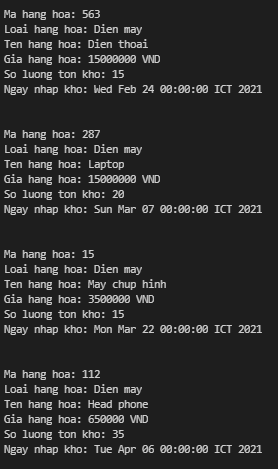 Ma hang hoa: 563
Loai hang hoa: Dien may
Ten hang hoa: Dien thoai
Gia hang hoa: 15000000 VND
So luong ton kho: 15
Ngay nhap kho: Wed Feb 24 00:00:00 ICT 2021
Ma hang hoa: 287
Loai hang hoa: Dien may
Ten hang hoa: Laptop
Gia hang hoa: 15000000 VND
So luong ton kho: 20
Ngay nhap kho: Sun Mar 07 00:00:00 ICT 2021
Ma hang hoa: 15
Loai hang hoa: Dien may
Ten hang hoa: May chup hinh
Gia hang hoa: 3500000 VND
So luong ton kho: 15
Ngay nhap kho: Mon Mar 22 00:00:00 ICT 2021
Ma hang hoa: 112
Loai hang hoa: Dien may
Ten hang hoa: Head phone
Gia hang hoa: 650000 VND
So luong ton kho: 35
Ngay nhap kho: Tue Apr 06 00:00:00 ICT 2021